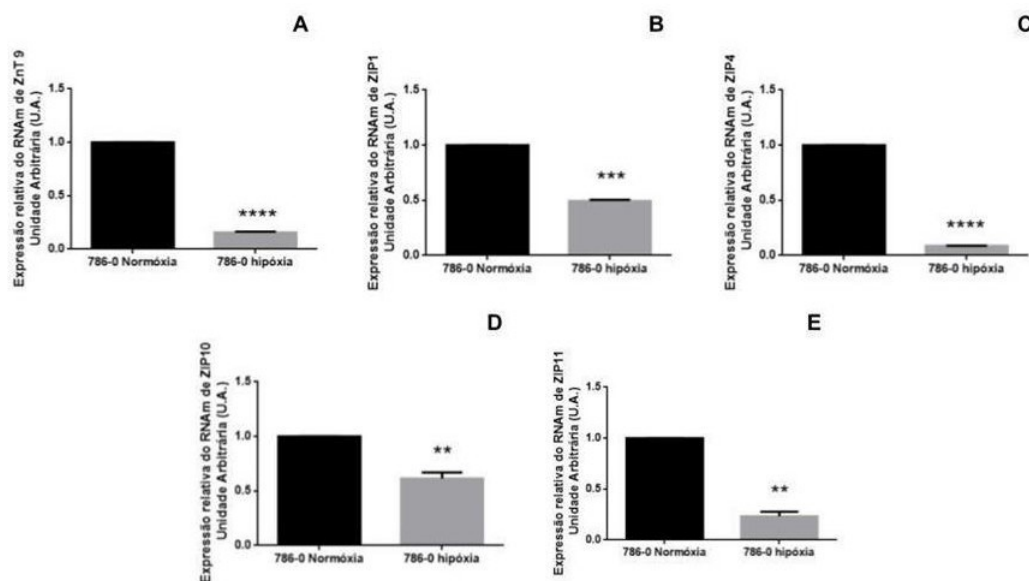 A
Expressão relativa do RNAm de ZnT 9
Unidade Arbitrária (U.A.)
1.5
1.0
0.5
0.0
****
786-0 Normóxia
786-0 hipóxia
B
Expressão relativa do RNAm de ZIP1
Unidade Arbitrária (U.A.)
1.5
1.0
0.5
0.0
***
786-0 Normóxia
786-0 hipóxia
C
Expressão relativa do RNAm de ZIP4
Unidade Arbitrária (U.A.)
1.5
1.0
0.5
0.0
****
786-0 Normóxia
786-0 hipóxia
D
Expressão relativa do RNAm de ZIP10
Unidade Arbitrária (U.A.)
1.5
1.0
0.5
0.0
**
786-0 Normóxia
786-0 hipóxia
E
Expressão relativa do RNAm de ZIP11
Unidade Arbitrária (U.A.)
1.5
1.0
0.5
0.0
**
786-0 Normóxia
786-0 hipóxia